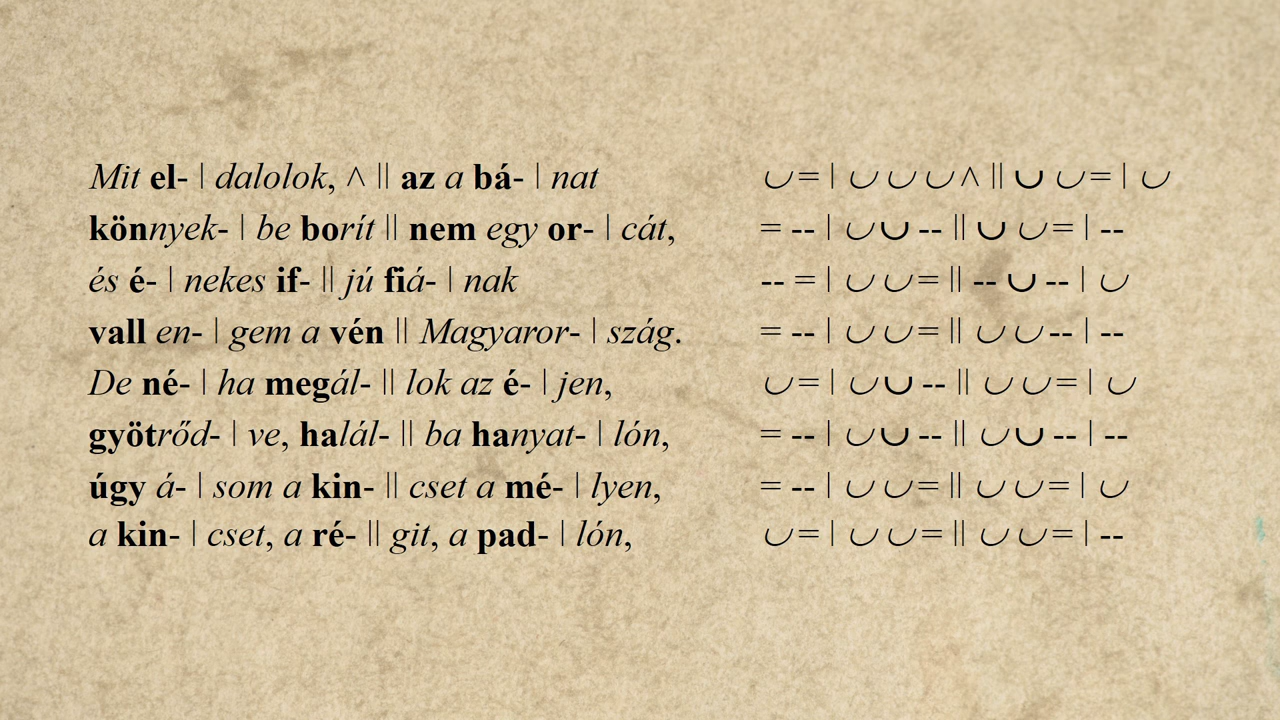 Mit el- | dalolok, ^ || az a bá- | nat ∪ = | ∪ ∪ ∪ ^ || ∪ ∪ = | ∪
könnyek- | be borít || nem egy or- | cát, = -- | ∪ ∪ -- || ∪ ∪ = | --
és é- | nekes if- || jú fiá- | nak -- = | ∪ ∪ = || -- ∪ -- | ∪
vall en- | gem a vén || Magyaror- | szág. = -- | ∪ ∪ = || ∪ ∪ -- | --
De né- | ha megál- || lok az é- | jen, ∪ = | ∪ ∪ -- || ∪ ∪ = | ∪
gyötrőd- | ve, halál- || ba hanyat- | lón, = -- | ∪ ∪ -- || ∪ ∪ -- | --
úgy á- | som a kin- || cset a mé- | lyen, = -- | ∪ ∪ = || ∪ ∪ = | ∪
a kin- | cset, a ré- || git, a pad- | lón, ∪ = | ∪ ∪ = || ∪ ∪ = | --